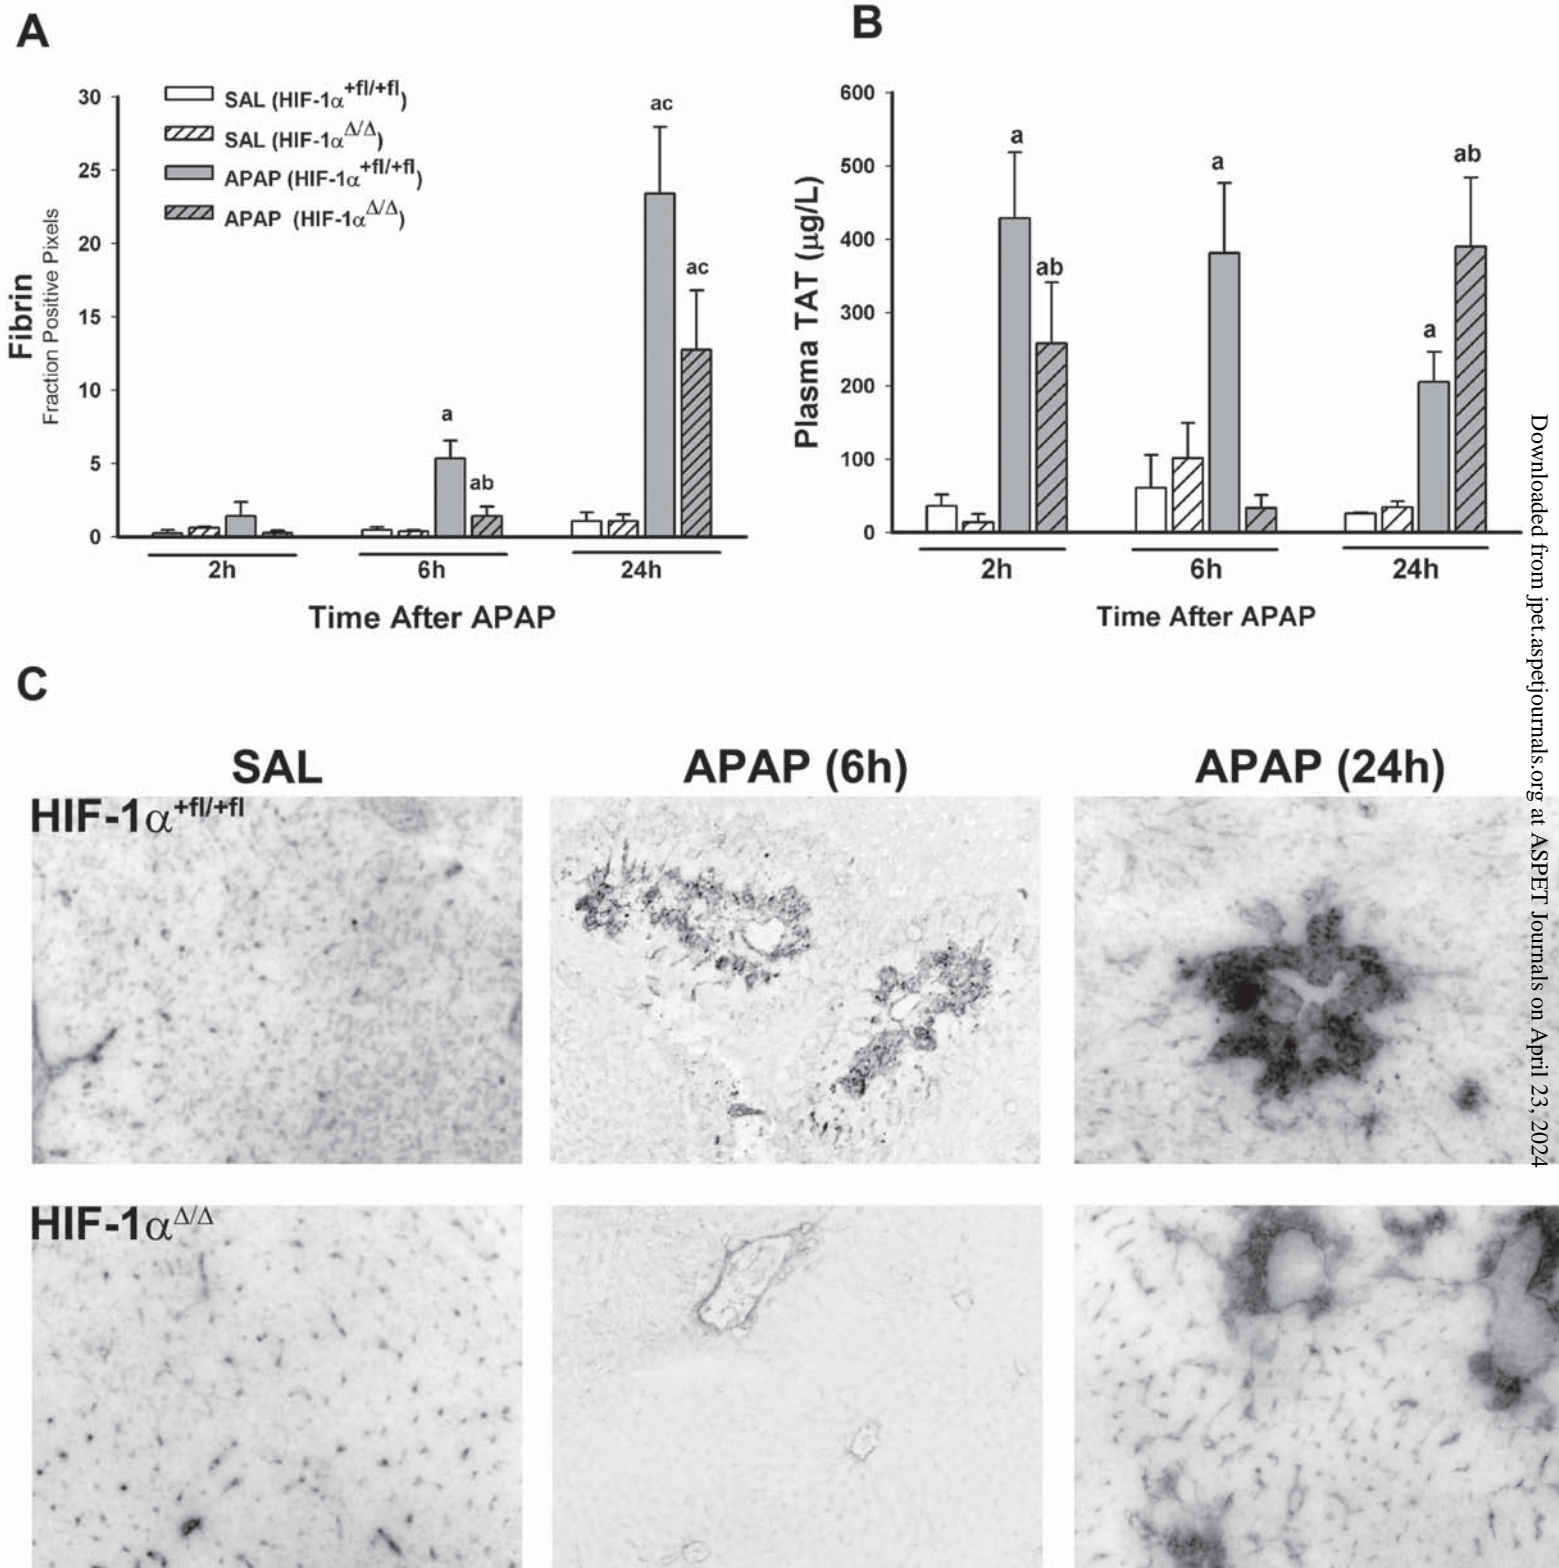 A
30
25
20
15
10
5
0
Fibrin
Fraction Positive Pixels
SAL (HIF-1α+fl/+fl)
SAL (HIF-1αΔ/Δ)
APAP (HIF-1α+fl/+fl)
APAP (HIF-1αΔ/Δ)
a
ab
ac
ac
2h
6h
24h
Time After APAP
B
600
500
400
300
200
100
0
Plasma TAT (µg/L)
a
ab
a
a
ab
2h
6h
24h
Time After APAP
C
SAL
APAP (6h)
APAP (24h)
HIF-1α+fl/+fl
HIF-1αΔ/Δ
Downloaded from jpet.aspetjournals.org at ASPET Journals on April 23, 2024